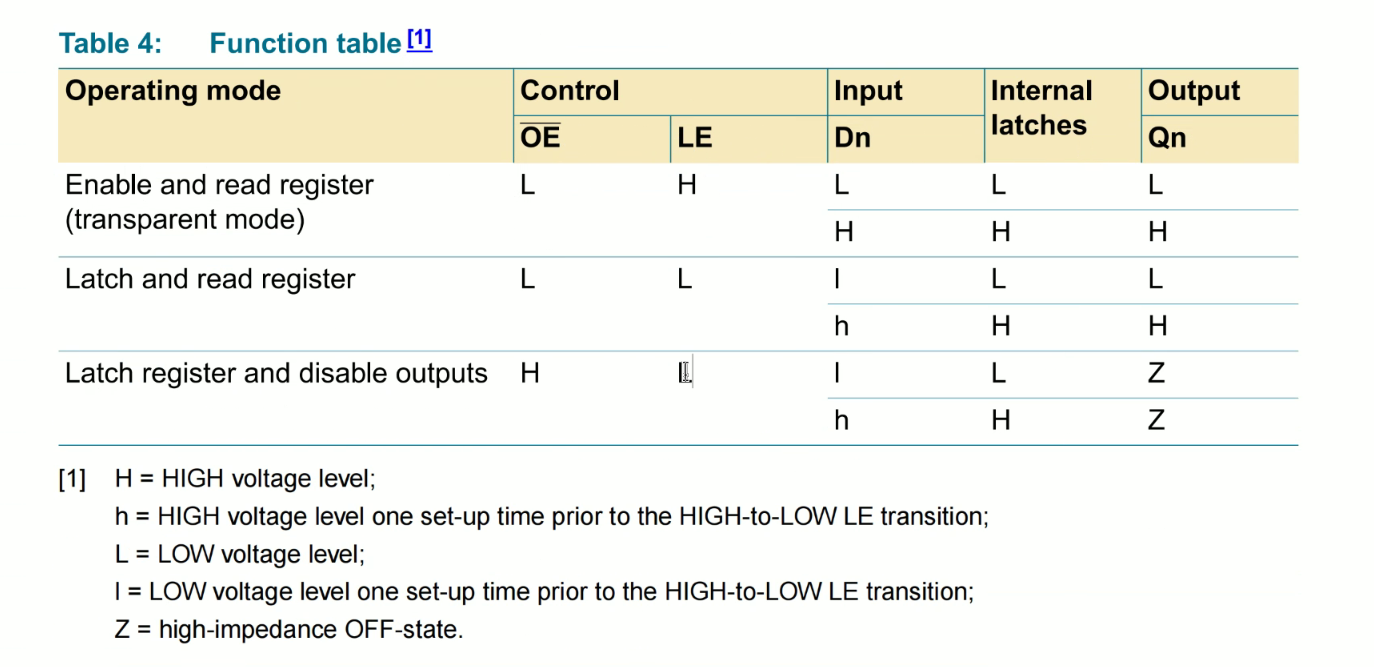 Table 4: Function table [1]
Operating mode Control Input Internal latches Output
OE LE Dn Qn
Enable and read register (transparent mode) L H L L L
H H H
Latch and read register L L l L L
h H H
Latch register and disable outputs H L l L Z
h H Z
[1] H = HIGH voltage level;
h = HIGH voltage level one set-up time prior to the HIGH-to-LOW LE transition;
L = LOW voltage level;
l = LOW voltage level one set-up time prior to the HIGH-to-LOW LE transition;
Z = high-impedance OFF-state.